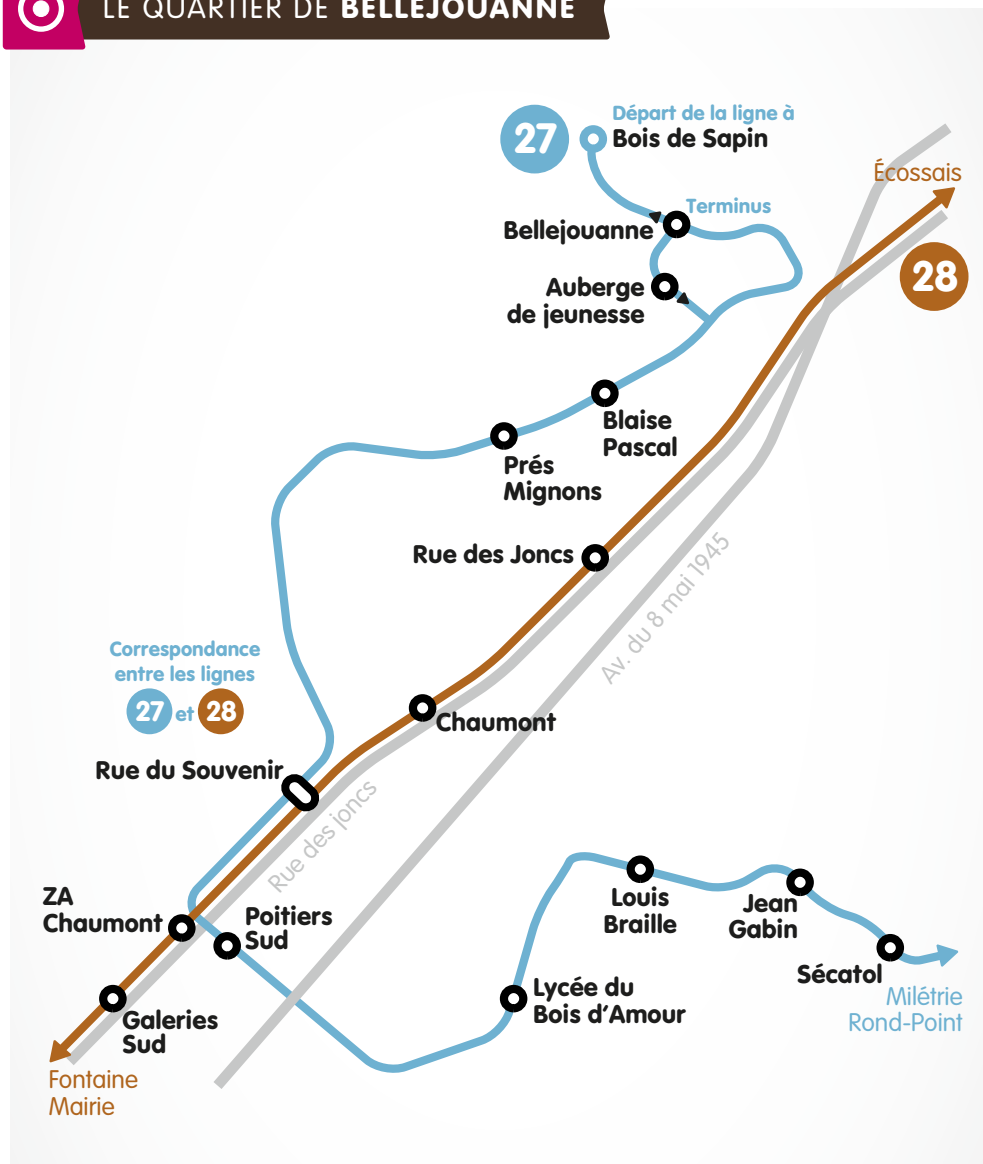 LE QUARTIER DE BELLEJOUANNE
27
Départ de la ligne à
Bois de Sapin
Écossais
Terminus
Bellejouanne
28
Auberge
de jeunesse
Blaise
Pascal
Prés
Mignons
Rue des Joncs
Av. du 8 mai 1945
Correspondance
entre les lignes
27 et 28
Chaumont
Rue du Souvenir
Rue des joncs
ZA
Chaumont
Poitiers
Sud
Louis
Braille
Jean
Gabin
Sécatol
Lycée du
Bois d'Amour
Milétrie
Rond-Point
Galeries
Sud
Fontaine
Mairie